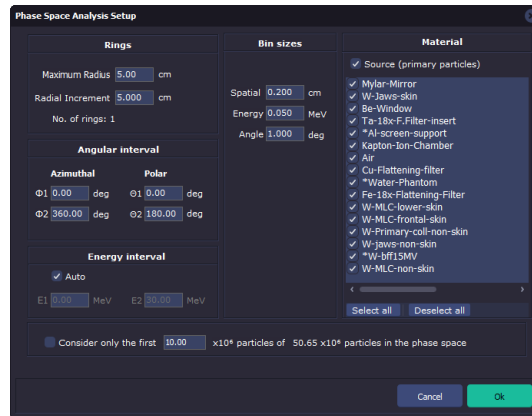 Phase Space Analysis Setup
Rings
Maximum Radius 5.00 cm
Radial Increment 5.000 cm
No. of rings: 1
Angular interval
Azimuthal Polar
Φ1 0.00 deg Θ1 0.00 deg
Φ2 360.00 deg Θ2 180.00 deg
Energy interval
Auto
E1 0.00 MeV E2 30.00 MeV
Bin sizes
Spatial 0.200 cm
Energy 0.050 MeV
Angle 1.000 deg
Material
Source (primary particles)
Mylar-Mirror
W-Jaws-skin
Be-Window
Ta-18x-F.Filter-insert
*Al-screen-support
Kapton-Ion-Chamber
Air
Cu-Flattening-filter
*Water-Phantom
Fe-18x-Flattening-Filter
W-MLC-lower-skin
W-MLC-frontal-skin
W-Primary-coll-non-skin
W-jaws-non-skin
*W-bff15MV
W-MLC-non-skin
Select all Deselect all
Consider only the first 10.00 x10⁶ particles of 50.65 x10⁶ particles in the phase space
Cancel Ok